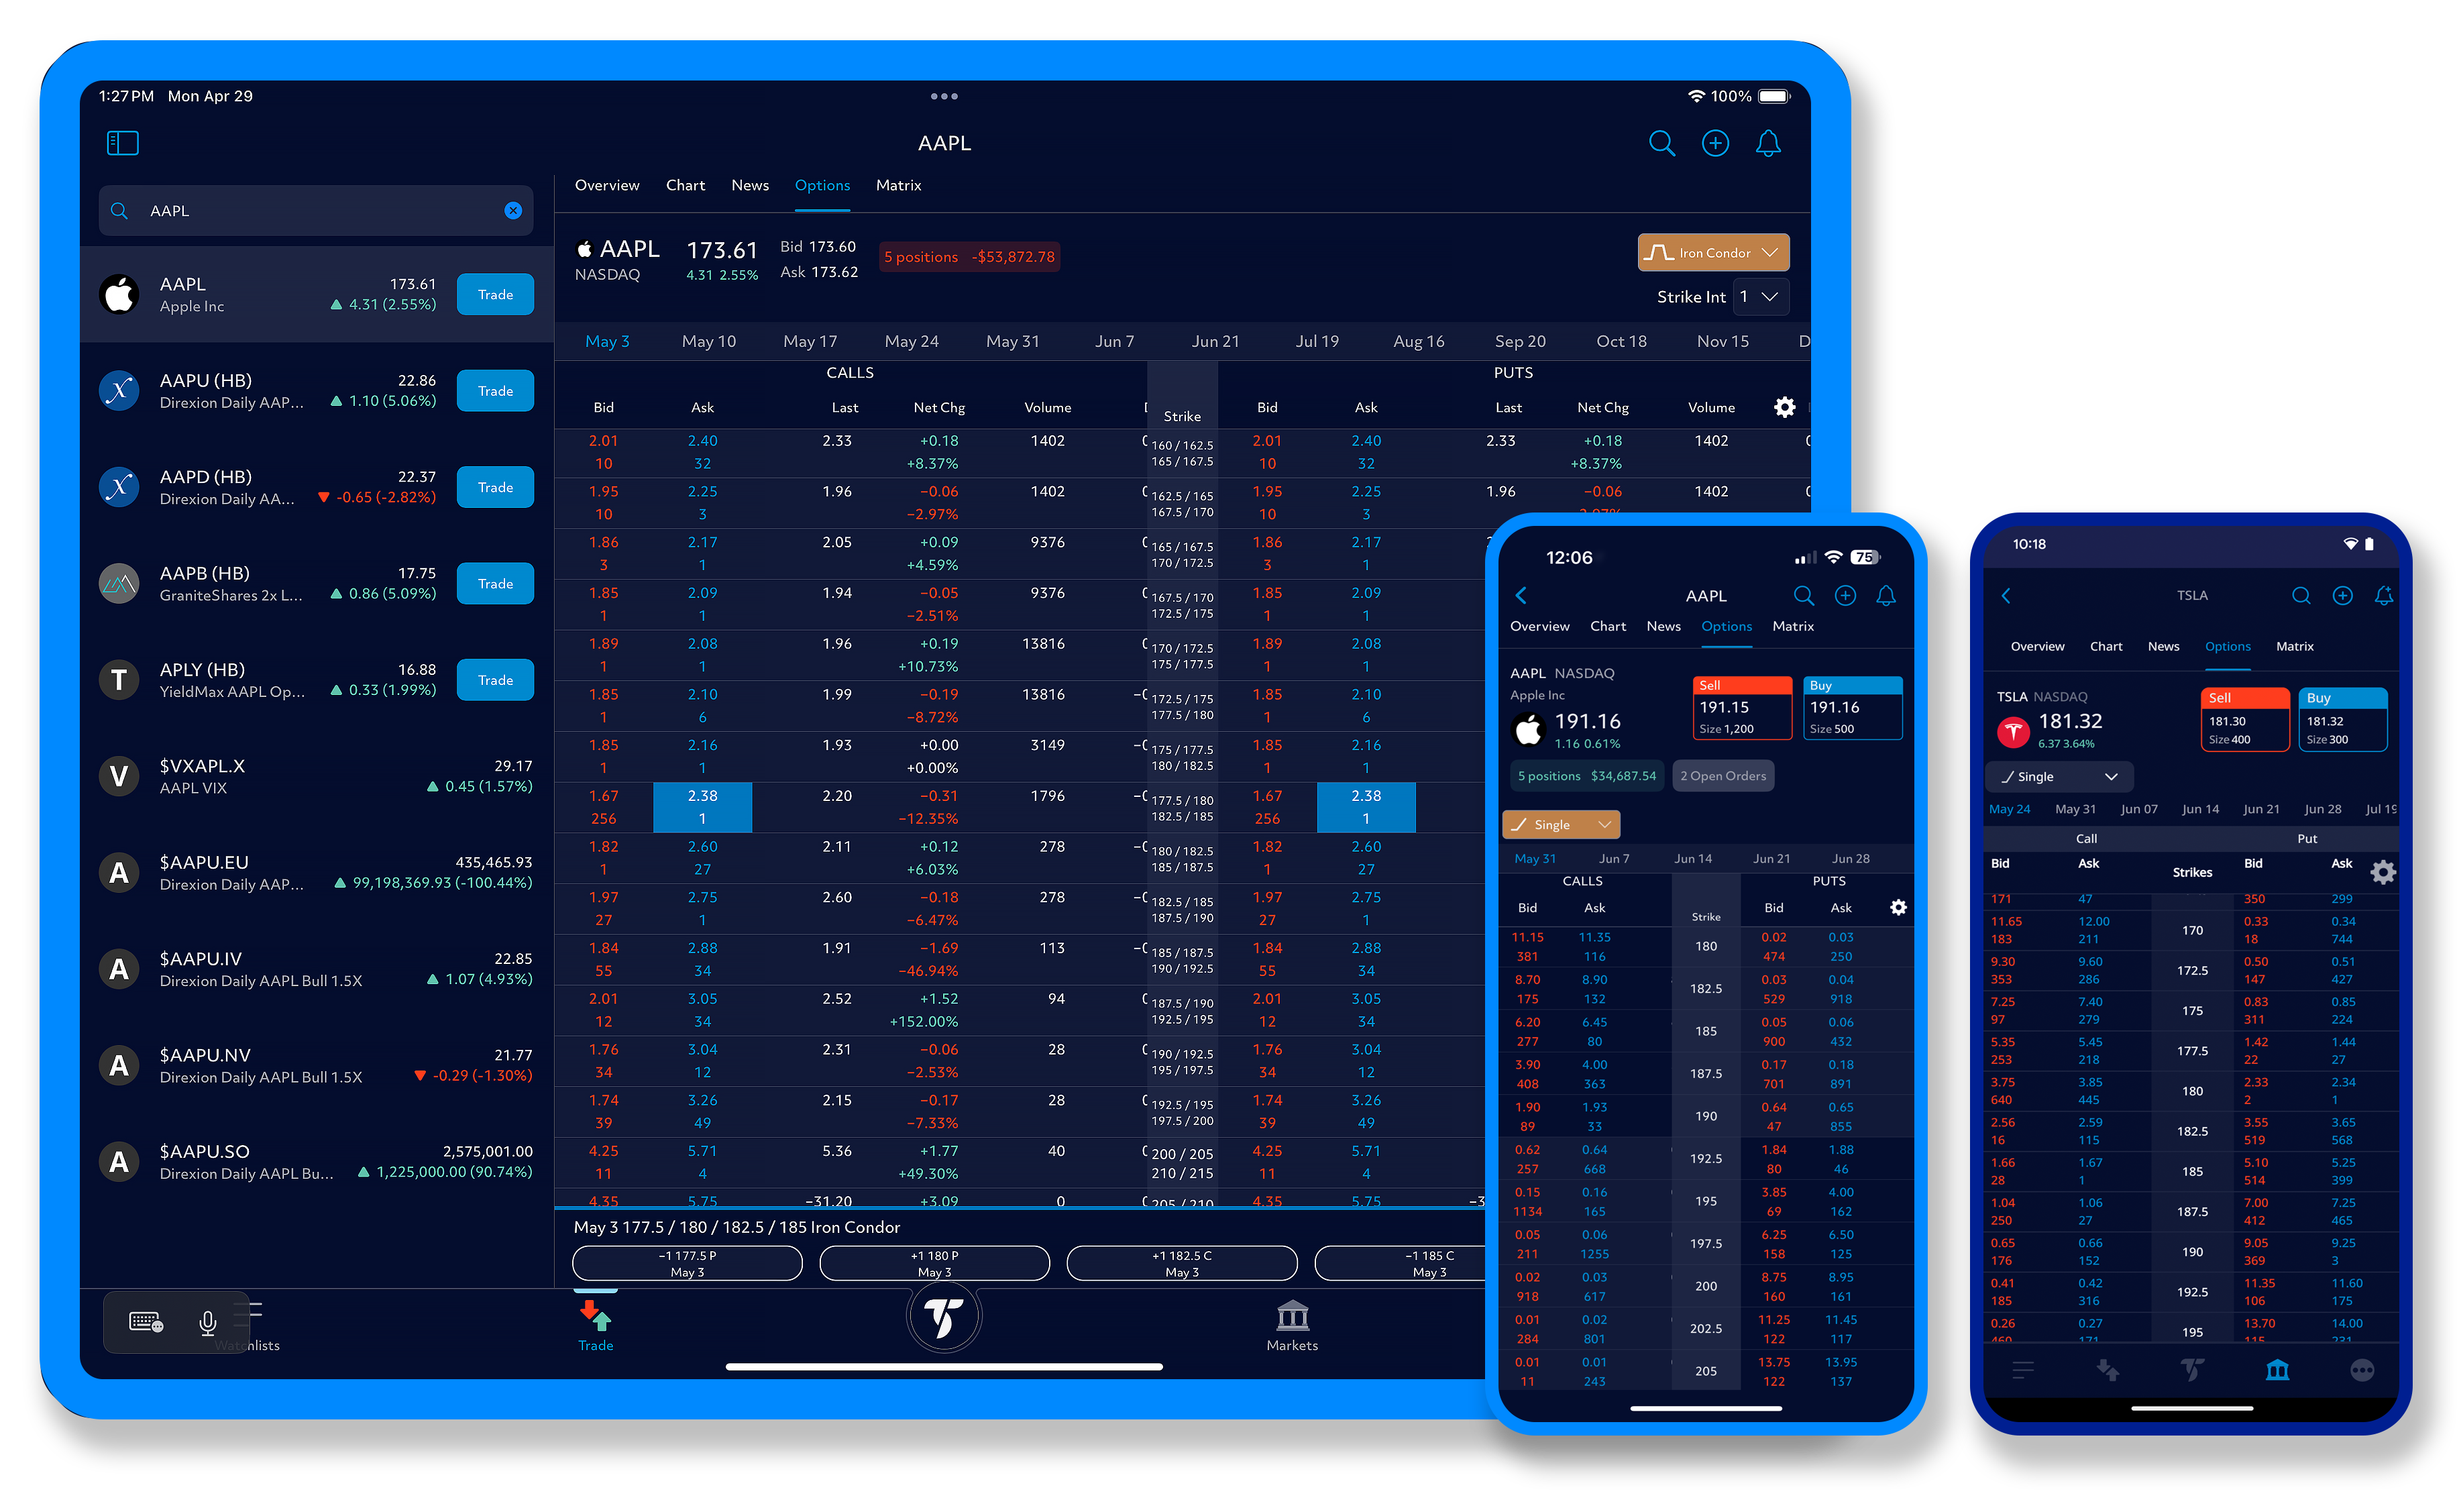 1:27 PM Mon Apr 29
100%
AAPL
AAPL
AAPL 173.61
Apple Inc 4.31 (2.55%)
Trade
AAPU (HB) 22.86
Direxion Daily AAP... 1.10 (5.06%)
Trade
AAPD (HB) 22.37
Direxion Daily AA... -0.65 (-2.82%)
Trade
AAPB (HB) 17.75
GraniteShares 2x L... 0.86 (5.09%)
Trade
T
APLY (HB) 16.88
YieldMax AAPL Op... 0.33 (1.99%)
Trade
V
$VXAPL.X 29.17
AAPL VIX 0.45 (1.57%)
A
$AAPU.EU 435,465.93
Direxion Daily AAP... 99,198,369.93 (-100.44%)
A
$AAPU.IV 22.85
Direxion Daily AAPL Bull 1.5X 1.07 (4.93%)
A
$AAPU.NV 21.77
Direxion Daily AAPL Bull 1.5X -0.29 (-1.30%)
A
$AAPU.SO 2,575,001.00
Direxion Daily AAPL Bu... 1,225,000.00 (90.74%)
Overview Chart News Options Matrix
AAPL 173.61 Bid 173.60
NASDAQ 4.31 2.55% Ask 173.62
5 positions -$53,872.78
Iron Condor
Strike Int 1
May 3 May 10 May 17 May 24 May 31 Jun 7 Jun 21 Jul 19 Aug 16 Sep 20 Oct 18 Nov 15 D
CALLS PUTS
Bid Ask Last Net Chg Volume Strike Bid Ask Last Net Chg Volume
2.01 2.40 2.33 +0.18 1402 160 / 162.5 2.01 2.40 2.33 +0.18 1402
10 32 +8.37% 165 / 167.5 10 32 +8.37%
1.95 2.25 1.96 −0.06 1402 162.5 / 165 1.95 2.25 1.96 −0.06 1402
10 3 −2.97% 167.5 / 170 10 3
1.86 2.17 2.05 +0.09 9376 165 / 167.5 1.86 2.17
3 1 +4.59% 170 / 172.5 3 1
1.85 2.09 1.94 −0.05 9376 167.5 / 170 1.85 2.09
1 1 −2.51% 172.5 / 175 1 1
1.89 2.08 1.96 +0.19 13816 170 / 172.5 1.89 2.08
1 1 +10.73% 175 / 177.5 1 1
1.85 2.10 1.99 −0.19 13816 172.5 / 175 1.85 2.10
1 6 −8.72% 177.5 / 180 1 6
1.85 2.16 1.93 +0.00 3149 175 / 177.5 1.85 2.16
1 1 +0.00% 180 / 182.5 1 1
1.67 2.38 2.20 −0.31 1796 177.5 / 180 1.67 2.38
256 1 −12.35% 182.5 / 185 256 1
1.82 2.60 2.11 +0.12 278 180 / 182.5 1.82 2.60
1 27 +6.03% 185 / 187.5 1 27
1.97 2.75 2.60 −0.18 278 182.5 / 185 1.97 2.75
27 1 −6.47% 187.5 / 190 27 1
1.84 2.88 1.91 −1.69 113 185 / 187.5 1.84 2.88
55 34 −46.94% 190 / 192.5 55 34
2.01 3.05 2.52 +1.52 94 187.5 / 190 2.01 3.05
12 34 +152.00% 192.5 / 195 12 34
1.76 3.04 2.31 −0.06 28 190 / 192.5 1.76 3.04
34 12 −2.53% 195 / 197.5 34 12
1.74 3.26 2.15 −0.17 28 192.5 / 195 1.74 3.26
39 49 −7.33% 197.5 / 200 39 49
4.25 5.71 5.36 +1.77 40 200 / 205 4.25 5.71
11 4 +49.30% 210 / 215 11 4
4.35 5.75 −31.20 +3.09 0 205 / 210 4.35 5.75
May 3 177.5 / 180 / 182.5 / 185 Iron Condor
−1 177.5 P +1 180 P +1 182.5 C −1 185 C
May 3 May 3 May 3 May 3
Watchlists Trade Markets
12:06 75
AAPL
Overview Chart News Options Matrix
AAPL NASDAQ
Apple Inc
191.16
1.16 0.61%
Sell
191.15
Size 1,200
Buy
191.16
Size 500
5 positions $34,687.54
2 Open Orders
Single
May 31 Jun 7 Jun 14 Jun 21 Jun 28
CALLS PUTS
Bid Ask Strike Bid Ask
11.15 11.35 180 0.02 0.03
381 116 474 250
8.70 8.90 182.5 0.03 0.04
175 132 529 918
6.20 6.45 185 0.05 0.06
277 80 900 432
3.90 4.00 187.5 0.17 0.18
408 363 701 891
1.90 1.93 190 0.64 0.65
89 33 47 855
0.62 0.64 192.5 1.84 1.88
257 668 80 46
0.15 0.16 195 3.85 4.00
1134 165 69 162
0.05 0.06 197.5 6.25 6.50
211 1255 158 125
0.02 0.03 200 8.75 8.95
918 617 160 161
0.01 0.02 202.5 11.25 11.45
284 801 122 117
0.01 0.01 205 13.75 13.95
11 243 122 137
10:18
TSLA
Overview Chart News Options Matrix
TSLA NASDAQ
181.32
6.37 3.64%
Sell
181.30
Size 400
Buy
181.32
Size 300
Single
May 24 May 31 Jun 07 Jun 14 Jun 21 Jun 28 Jul 19
Call Put
Bid Ask Strikes Bid Ask
171 47 350 299
11.65 12.00 170 0.33 0.34
183 211 18 744
9.30 9.60 172.5 0.50 0.51
353 286 147 427
7.25 7.40 175 0.83 0.85
97 279 311 224
5.35 5.45 177.5 1.42 1.44
253 218 22 27
3.75 3.85 180 2.33 2.34
640 445 2 1
2.56 2.59 182.5 3.55 3.65
16 115 519 568
1.66 1.67 185 5.10 5.25
28 1 514 399
1.04 1.06 187.5 7.00 7.25
250 27 412 465
0.65 0.66 190 9.05 9.25
176 152 369 3
0.41 0.42 192.5 11.35 11.60
185 316 106 175
0.26 0.27 195 13.70 14.00
460 171 115 231